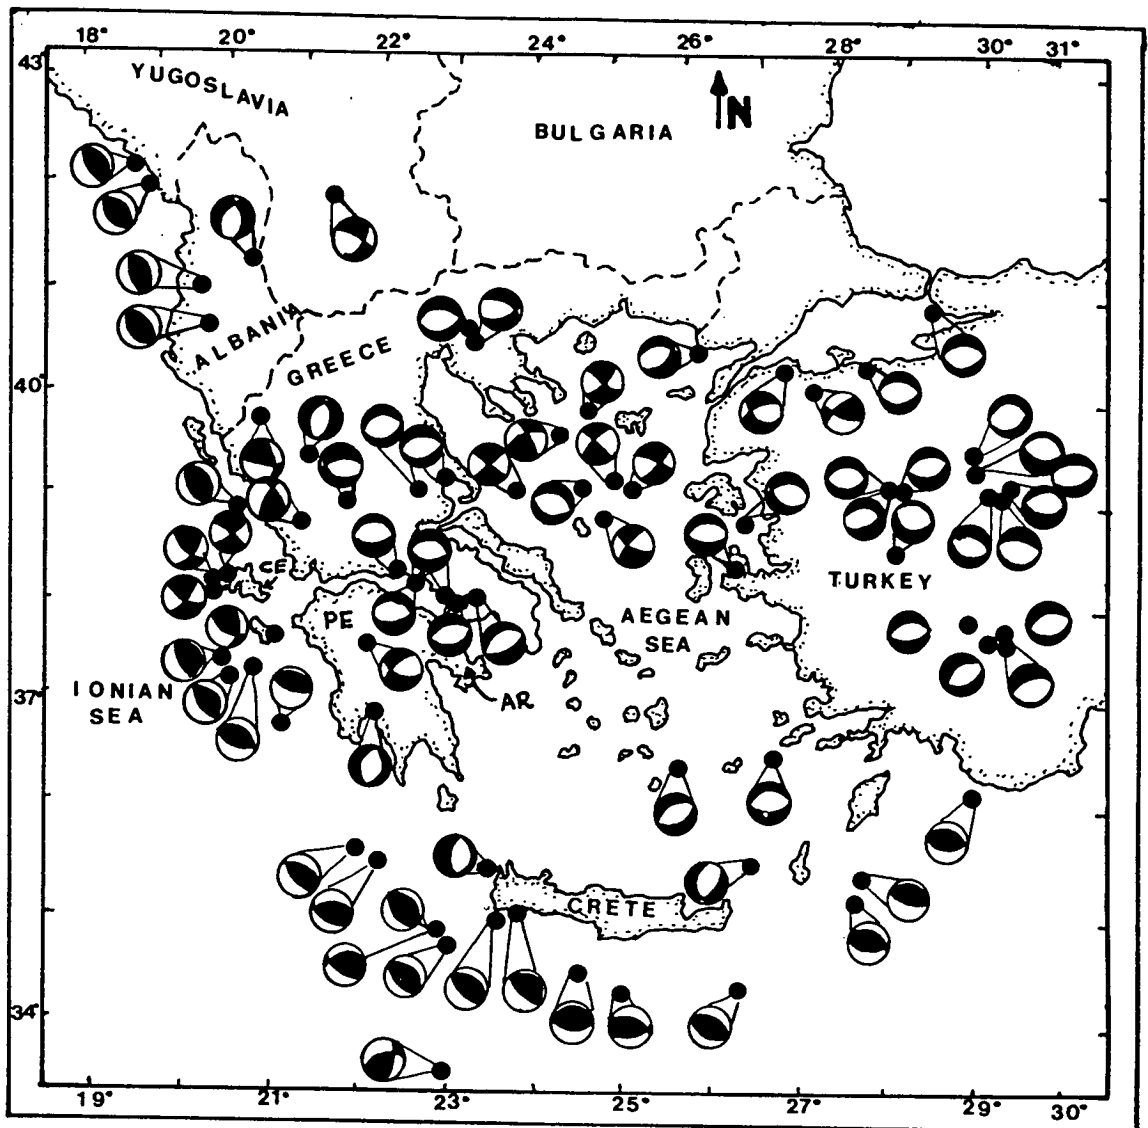 18° 20° 22° 24° 26° 28° 30° 31°
43
YUGOSLAVIA
BULGARIA
N
ALBANIA
GREECE
40
TURKEY
CE
PE
AEGEAN
SEA
37°
IONIAN
SEA
AR
CRETE
34°
19° 21° 23° 25° 27° 29° 30°